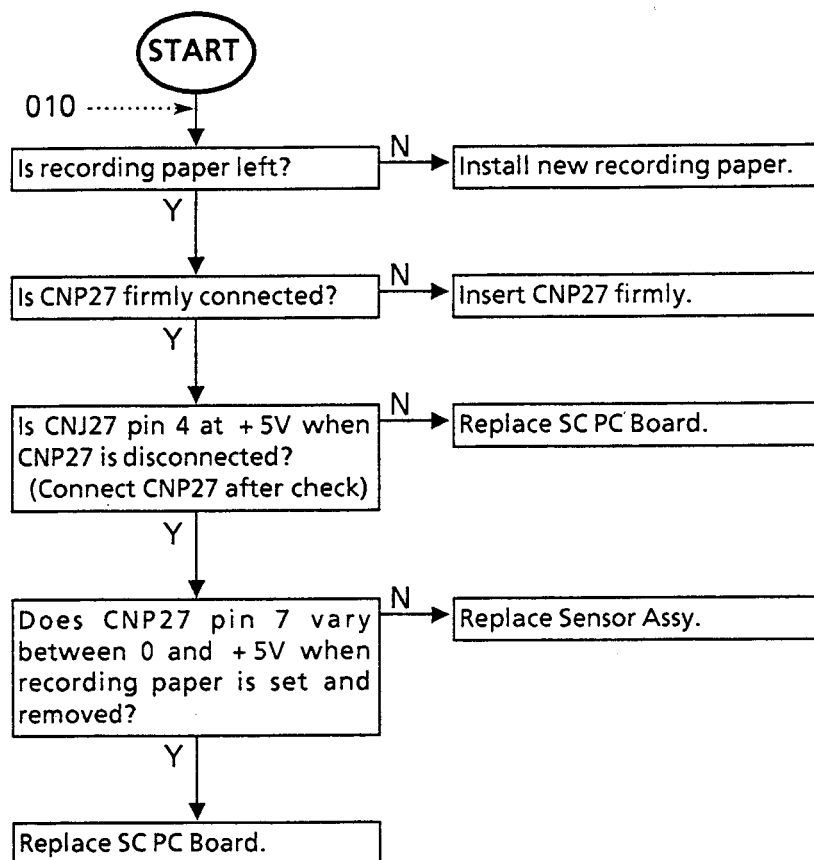 START
010
Is recording paper left?
N
Install new recording paper.
Y
Is CNP27 firmly connected?
N
Insert CNP27 firmly.
Y
Is CNJ27 pin 4 at +5V when
CNP27 is disconnected?
(Connect CNP27 after check)
N
Replace SC PC Board.
Y
Does CNP27 pin 7 vary
between 0 and +5V when
recording paper is set and
removed?
N
Replace Sensor Assy.
Y
Replace SC PC Board.